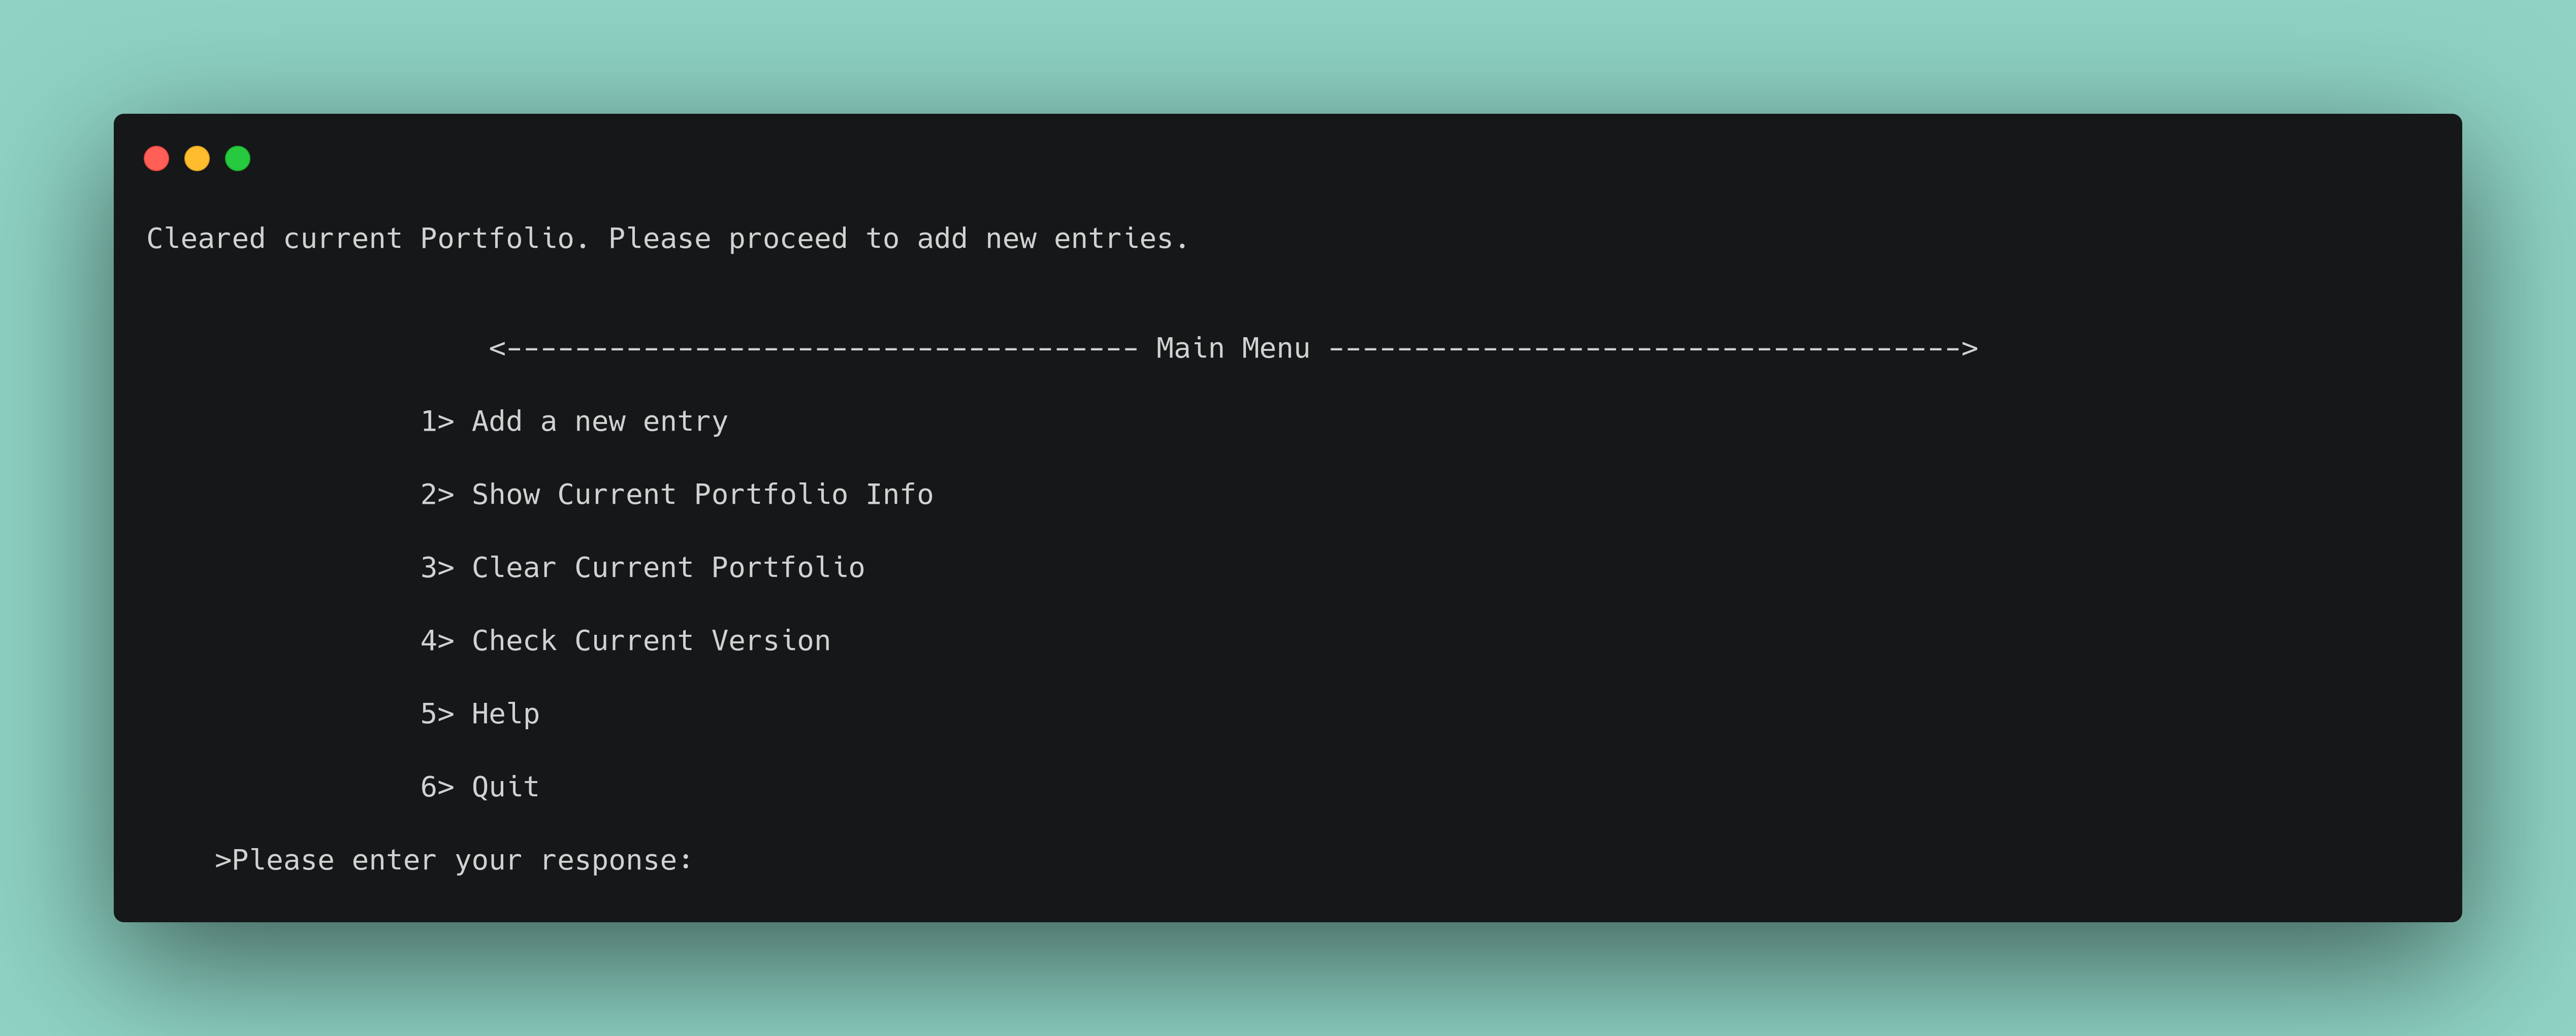 Cleared current Portfolio. Please proceed to add new entries.
<------------------------------------- Main Menu ------------------------------------->
1> Add a new entry
2> Show Current Portfolio Info
3> Clear Current Portfolio
4> Check Current Version
5> Help
6> Quit
>Please enter your response: